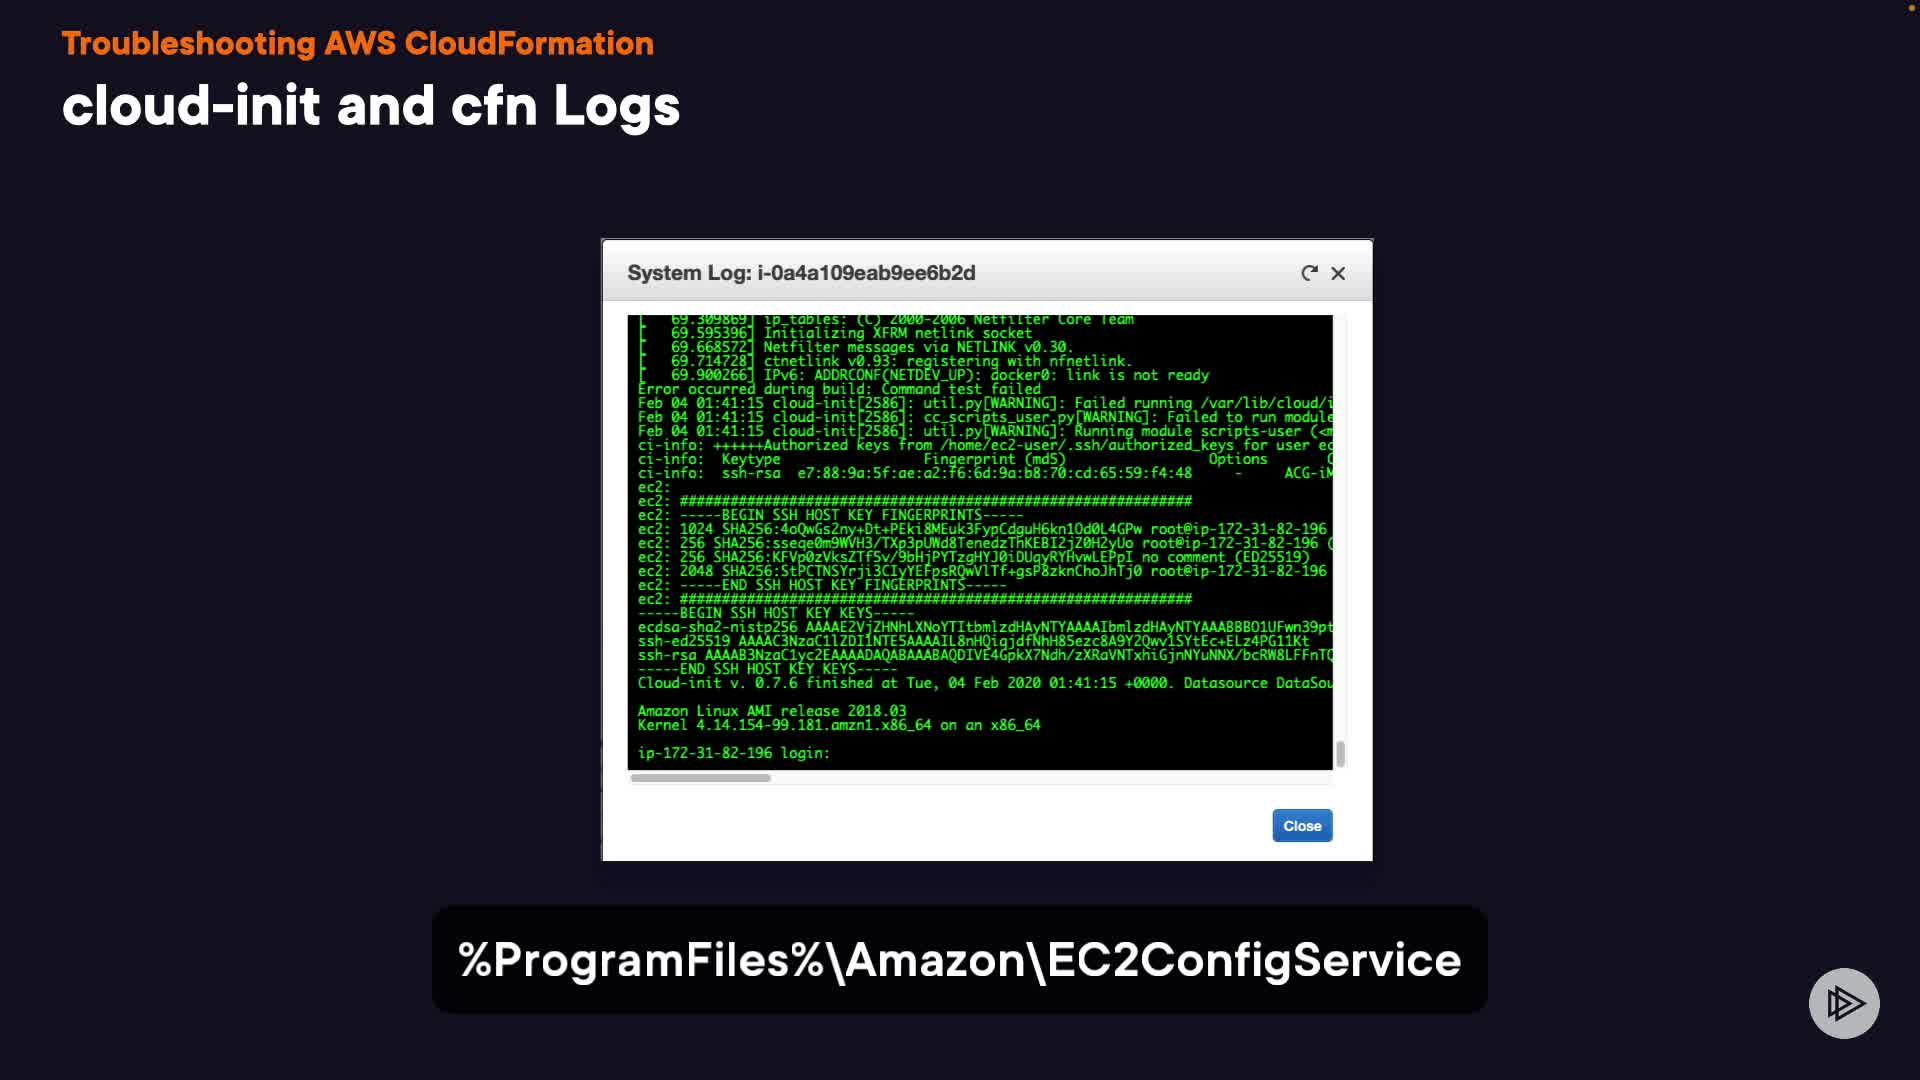 Troubleshooting AWS CloudFormation
cloud-init and cfn Logs
System Log: i-0a4a109eab9ee6b2d
[   69.309869] ip_tables: (C) 2000-2006 Netfilter Core Team
[   69.595396] Initializing XFRM netlink socket
[   69.668572] Netfilter messages via NETLINK v0.30.
[   69.714728] ctnetlink v0.93: registering with nfnetlink.
[   69.900266] IPv6: ADDRCONF(NETDEV_UP): docker0: link is not ready
Error occurred during build: Command test failed
Feb 04 01:41:15 cloud-init[2586]: util.py[WARNING]: Failed running /var/lib/cloud/i
Feb 04 01:41:15 cloud-init[2586]: cc_scripts_user.py[WARNING]: Failed to run module
Feb 04 01:41:15 cloud-init[2586]: util.py[WARNING]: Running module scripts-user (<m
ci-info: ++++++Authorized keys from /home/ec2-user/.ssh/authorized_keys for user ec
ci-info:  Keytype                 Fingerprint (md5)                 Options
ci-info:  ssh-rsa  e7:88:9a:5f:ae:a2:f6:6d:9a:b8:70:cd:65:59:f4:48     -     ACG-iM
ec2:
ec2: #############################################################
ec2: -----BEGIN SSH HOST KEY FINGERPRINTS-----
ec2: 1024 SHA256:4oQwGs2ny+Dt+PEki8MEuk3FypCdguH6kn1Od0L4GPw root@ip-172-31-82-196
ec2: 256 SHA256:sseqe0m9WVH3/TXp3pUWd8TenedzThKEBI2jZ0H2yUo root@ip-172-31-82-196 (
ec2: 256 SHA256:KFVp0zVksZTf5v/9bHjPYTzgHYJ0iDUqyRYHvwLEPpI no comment (ED25519)
ec2: 2048 SHA256:StPCTNSYrji3CIyYEFpsRQwVlTf+gsP8zknChoJhTj0 root@ip-172-31-82-196
ec2: -----END SSH HOST KEY FINGERPRINTS-----
ec2: #############################################################
-----BEGIN SSH HOST KEY KEYS-----
ecdsa-sha2-nistp256 AAAAE2VjZHNhLXNoYTItbmlzdHAyNTYAAAAIbmlzdHAyNTYAAABBBO1UFwn39pt
ssh-ed25519 AAAAC3NzaC1lZDI1NTE5AAAAIL8nHQiqjdfNhH85ezc8A9Y2Qwv1SYtEc+ELz4PG11Kt
ssh-rsa AAAAB3NzaC1yc2EAAAADAQABAAABAQDIVE4GpkX7Ndh/zXRaVNTxhiGjnNYuNNX/bcRW8LFFnTQ
-----END SSH HOST KEY KEYS-----
Cloud-init v. 0.7.6 finished at Tue, 04 Feb 2020 01:41:15 +0000. Datasource DataSou
Amazon Linux AMI release 2018.03
Kernel 4.14.154-99.181.amzn1.x86_64 on an x86_64
ip-172-31-82-196 login:
Close
%ProgramFiles%\Amazon\EC2ConfigService